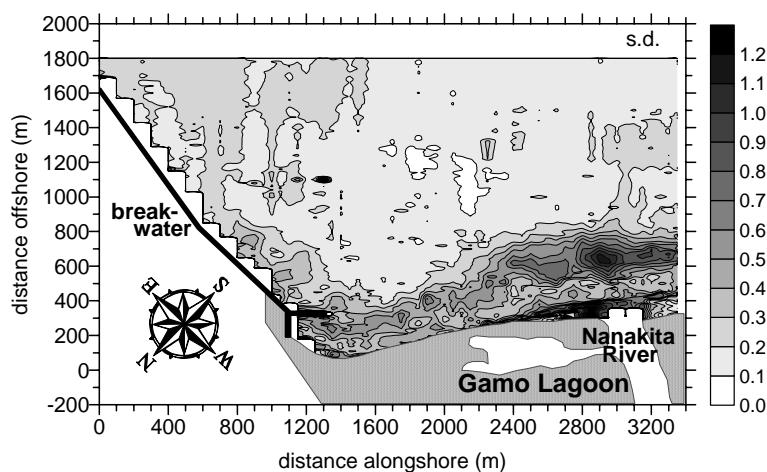 s.d.
2000
1800
1600
1400
1200
1000
800
600
400
200
0
-200
distance offshore (m)
break-
water
E
S
N
W
Nanakita
River
Gamo Lagoon
0 400 800 1200 1600 2000 2400 2800 3200
distance alongshore (m)
1.2
1.1
1.0
0.9
0.8
0.7
0.6
0.5
0.4
0.3
0.2
0.1
0.0